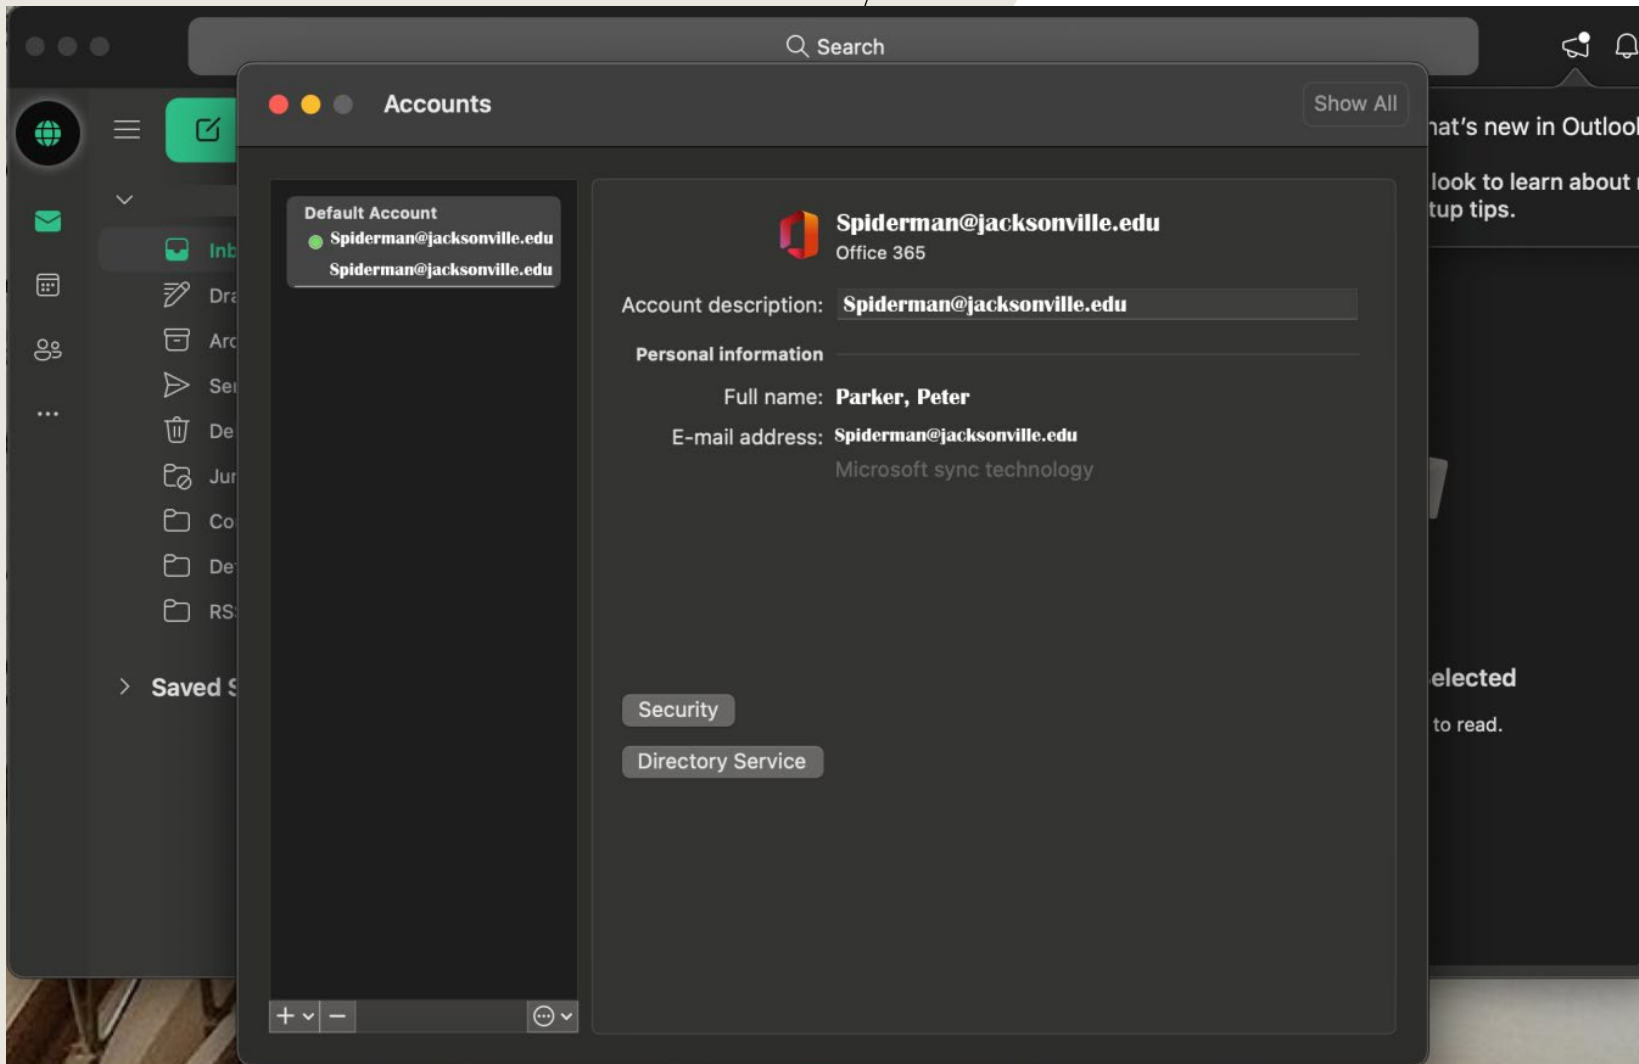 Search
Accounts
Show All
hat's new in Outlool
look to learn about
tup tips.
Default Account
Spiderman@jacksonville.edu
Spiderman@jacksonville.edu
Spiderman@jacksonville.edu
Office 365
Account description: Spiderman@jacksonville.edu
Personal information
Full name: Parker, Peter
E-mail address: Spiderman@jacksonville.edu
Microsoft sync technology
Security
Directory Service
Inb
Dra
Arc
Ser
De
Jur
Co
De
RS
Saved S
elected
to read.